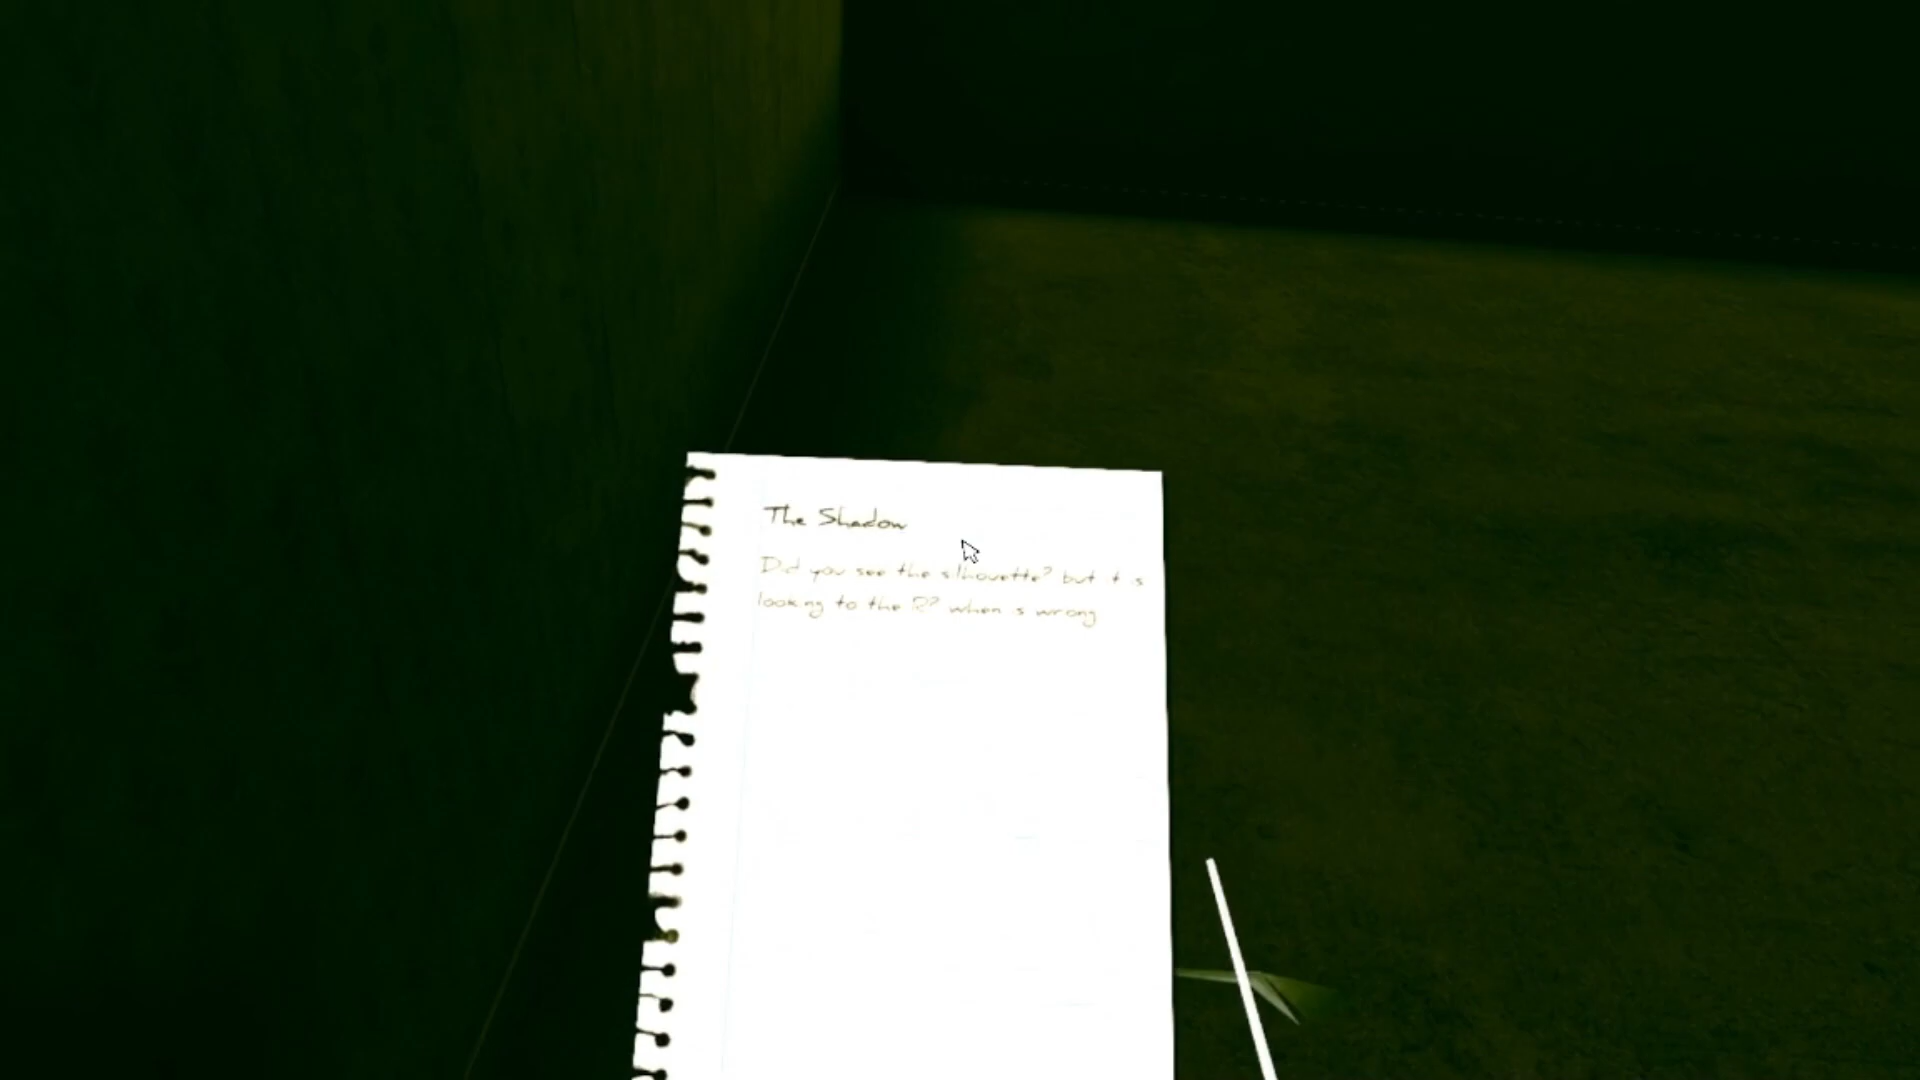 The Shadow
Did you see the silhouette? but it is
looking to the R? when is wrong